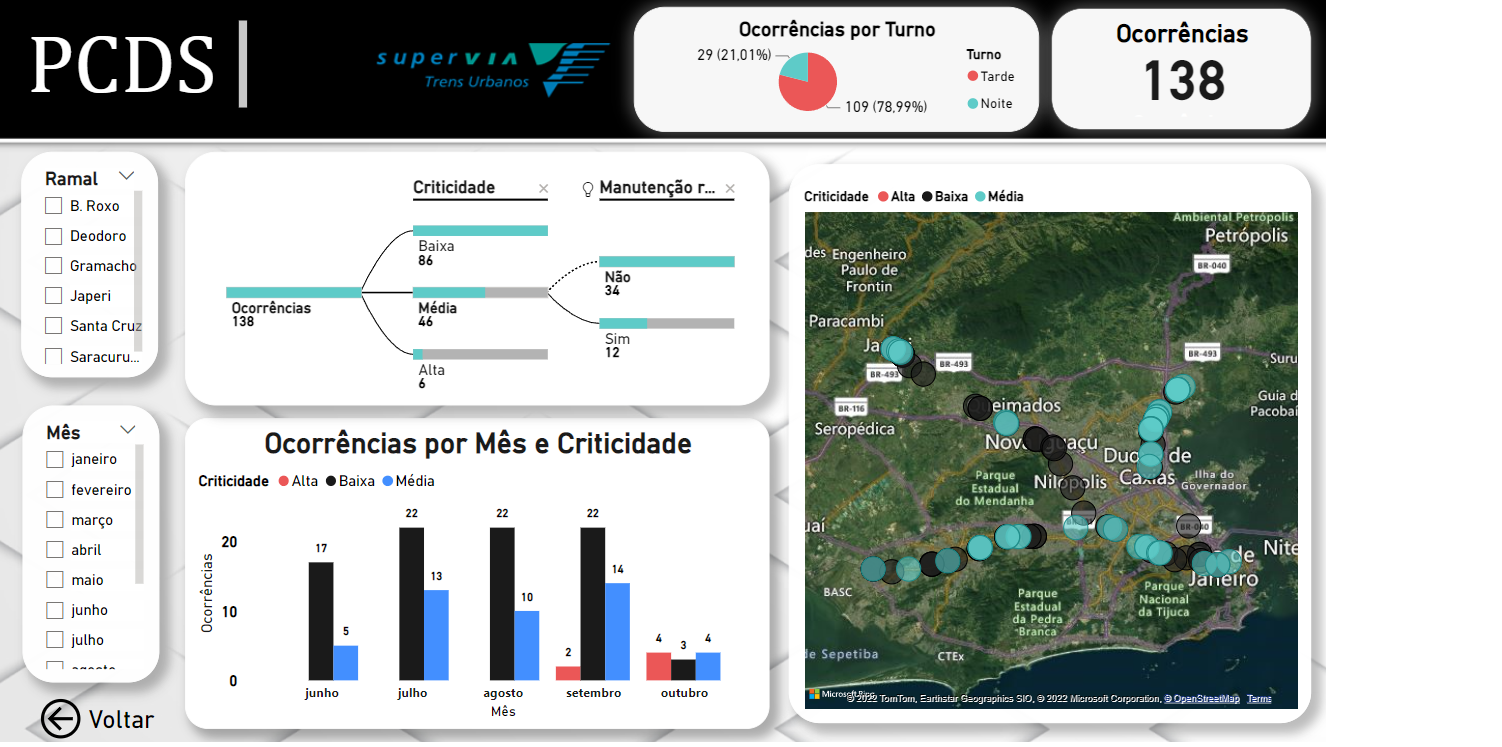 PCDS
supervia
Trens Urbanos
Ocorrências por Turno
29 (21,01%)
109 (78,99%)
Turno
Tarde
Noite
Ocorrências
138
Ramal
B. Roxo
Deodoro
Gramacho
Japeri
Santa Cruz
Saracuru...
Mês
janeiro
fevereiro
março
abril
maio
junho
julho
agosto
Voltar
Criticidade
Manutenção r...
Ocorrências
138
Baixa
86
Média
46
Alta
6
Não
34
Sim
12
Ocorrências por Mês e Criticidade
Criticidade Alta Baixa Média
Ocorrências
20
10
0
17
5
22
13
22
10
2
22
14
4
3
4
junho
julho
agosto
setembro
outubro
Mês
Criticidade Alta Baixa Média
Ambiental Petrópolis
Petrópolis
des Engenheiro
Paulo de
Frontin
BR-040
Paracambi
BR-493
BR-493
BR-493
Suru
Guia d
Pacobaí
BR-116
Seropédica
Queimados
Nova Iguaçu
Duque de
Caxias
Ilha do
Governador
Parque
Estadual
do Mendanha
Nilópolis
uaí
BR-040
Nite
de
Janeiro
BASC
Parque
Estadual
da Pedra
Branca
Parque
Nacional
da Tijuca
de Sepetiba
CTEx
Microsoft Bing
© 2022 TomTom, Earthstar Geographics SIO, © 2022 Microsoft Corporation, © OpenStreetMap Terms